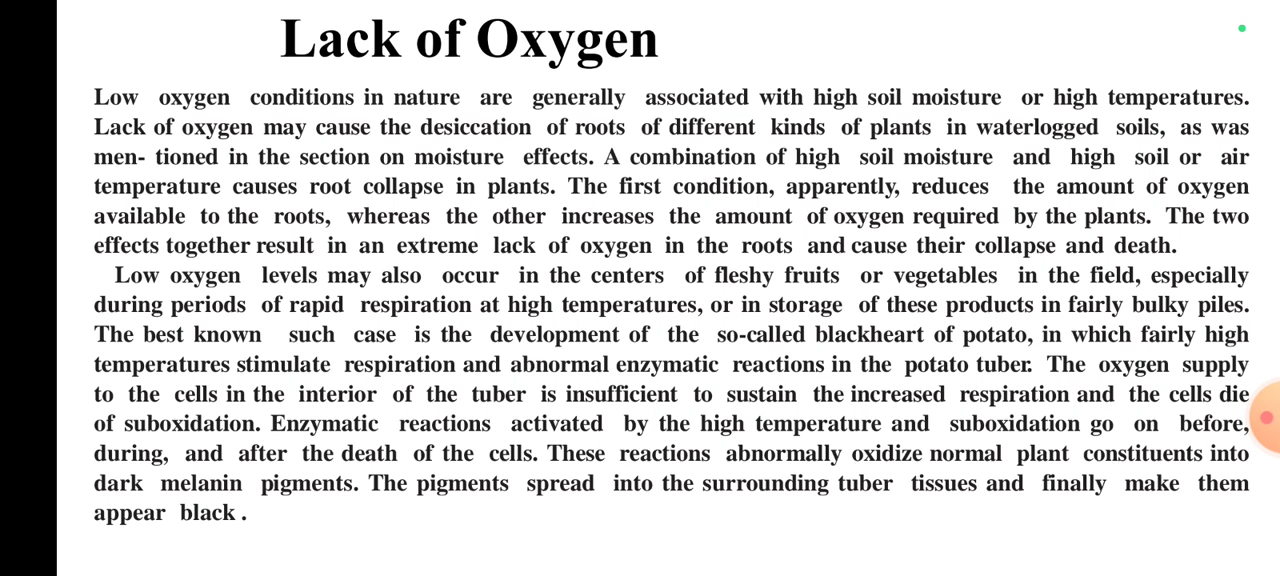 Lack of Oxygen
Low oxygen conditions in nature are generally associated with high soil moisture or high temperatures.
Lack of oxygen may cause the desiccation of roots of different kinds of plants in waterlogged soils, as was
men- tioned in the section on moisture effects. A combination of high soil moisture and high soil or air
temperature causes root collapse in plants. The first condition, apparently, reduces the amount of oxygen
available to the roots, whereas the other increases the amount of oxygen required by the plants. The two
effects together result in an extreme lack of oxygen in the roots and cause their collapse and death.
Low oxygen levels may also occur in the centers of fleshy fruits or vegetables in the field, especially
during periods of rapid respiration at high temperatures, or in storage of these products in fairly bulky piles.
The best known such case is the development of the so-called blackheart of potato, in which fairly high
temperatures stimulate respiration and abnormal enzymatic reactions in the potato tuber. The oxygen supply
to the cells in the interior of the tuber is insufficient to sustain the increased respiration and the cells die
of suboxidation. Enzymatic reactions activated by the high temperature and suboxidation go on before,
during, and after the death of the cells. These reactions abnormally oxidize normal plant constituents into
dark melanin pigments. The pigments spread into the surrounding tuber tissues and finally make them
appear black .